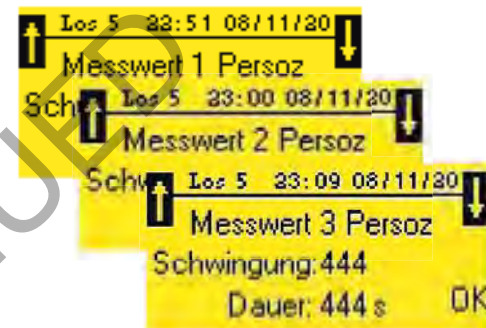 Los 5 22:51 08/11/20
Messwert 1 Persoz
Los 5 23:00 08/11/20
Messwert 2 Persoz
Los 5 23:09 08/11/20
Messwert 3 Persoz
Schwingung: 444
Dauer: 444 s OK